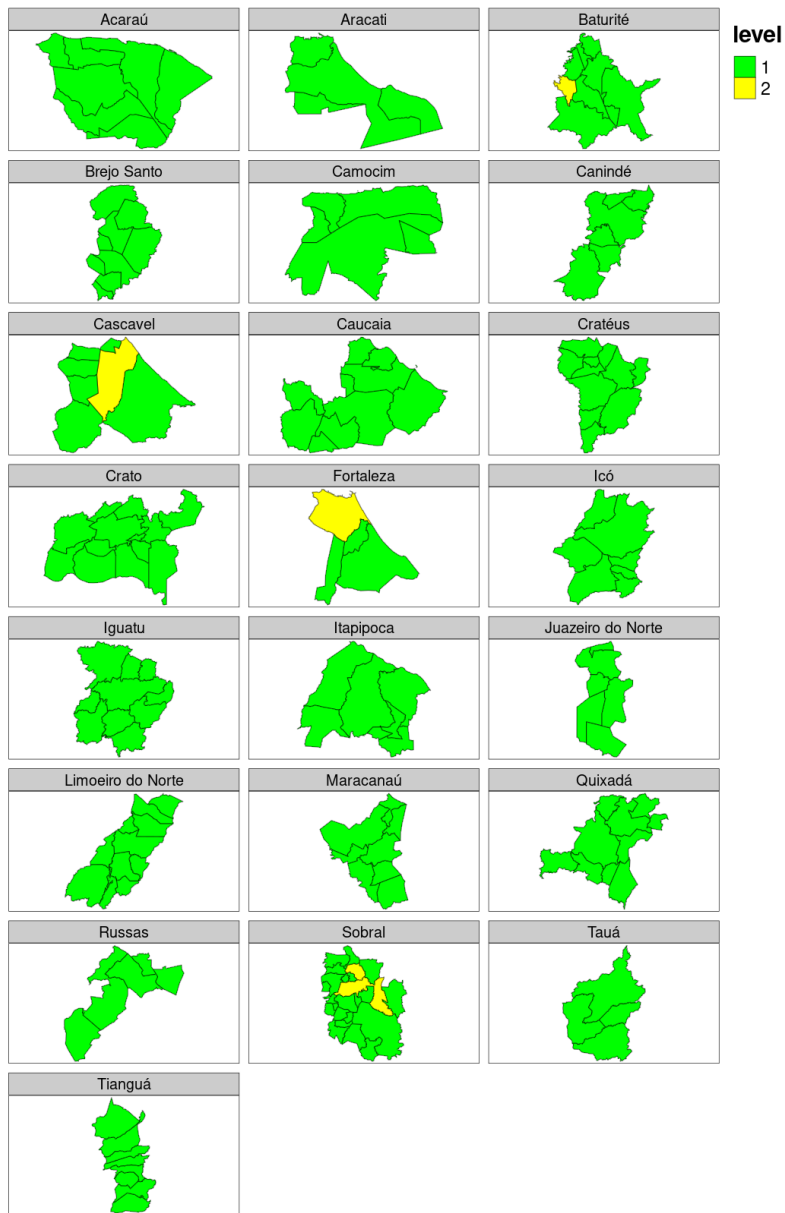 Acaraú
Aracati
Baturité
level
1
2
Brejo Santo
Camocim
Canindé
Cascavel
Caucaia
Cratéus
Crato
Fortaleza
Icó
Iguatu
Itapipoca
Juazeiro do Norte
Limoeiro do Norte
Maracanaú
Quixadá
Russas
Sobral
Tauá
Tianguá